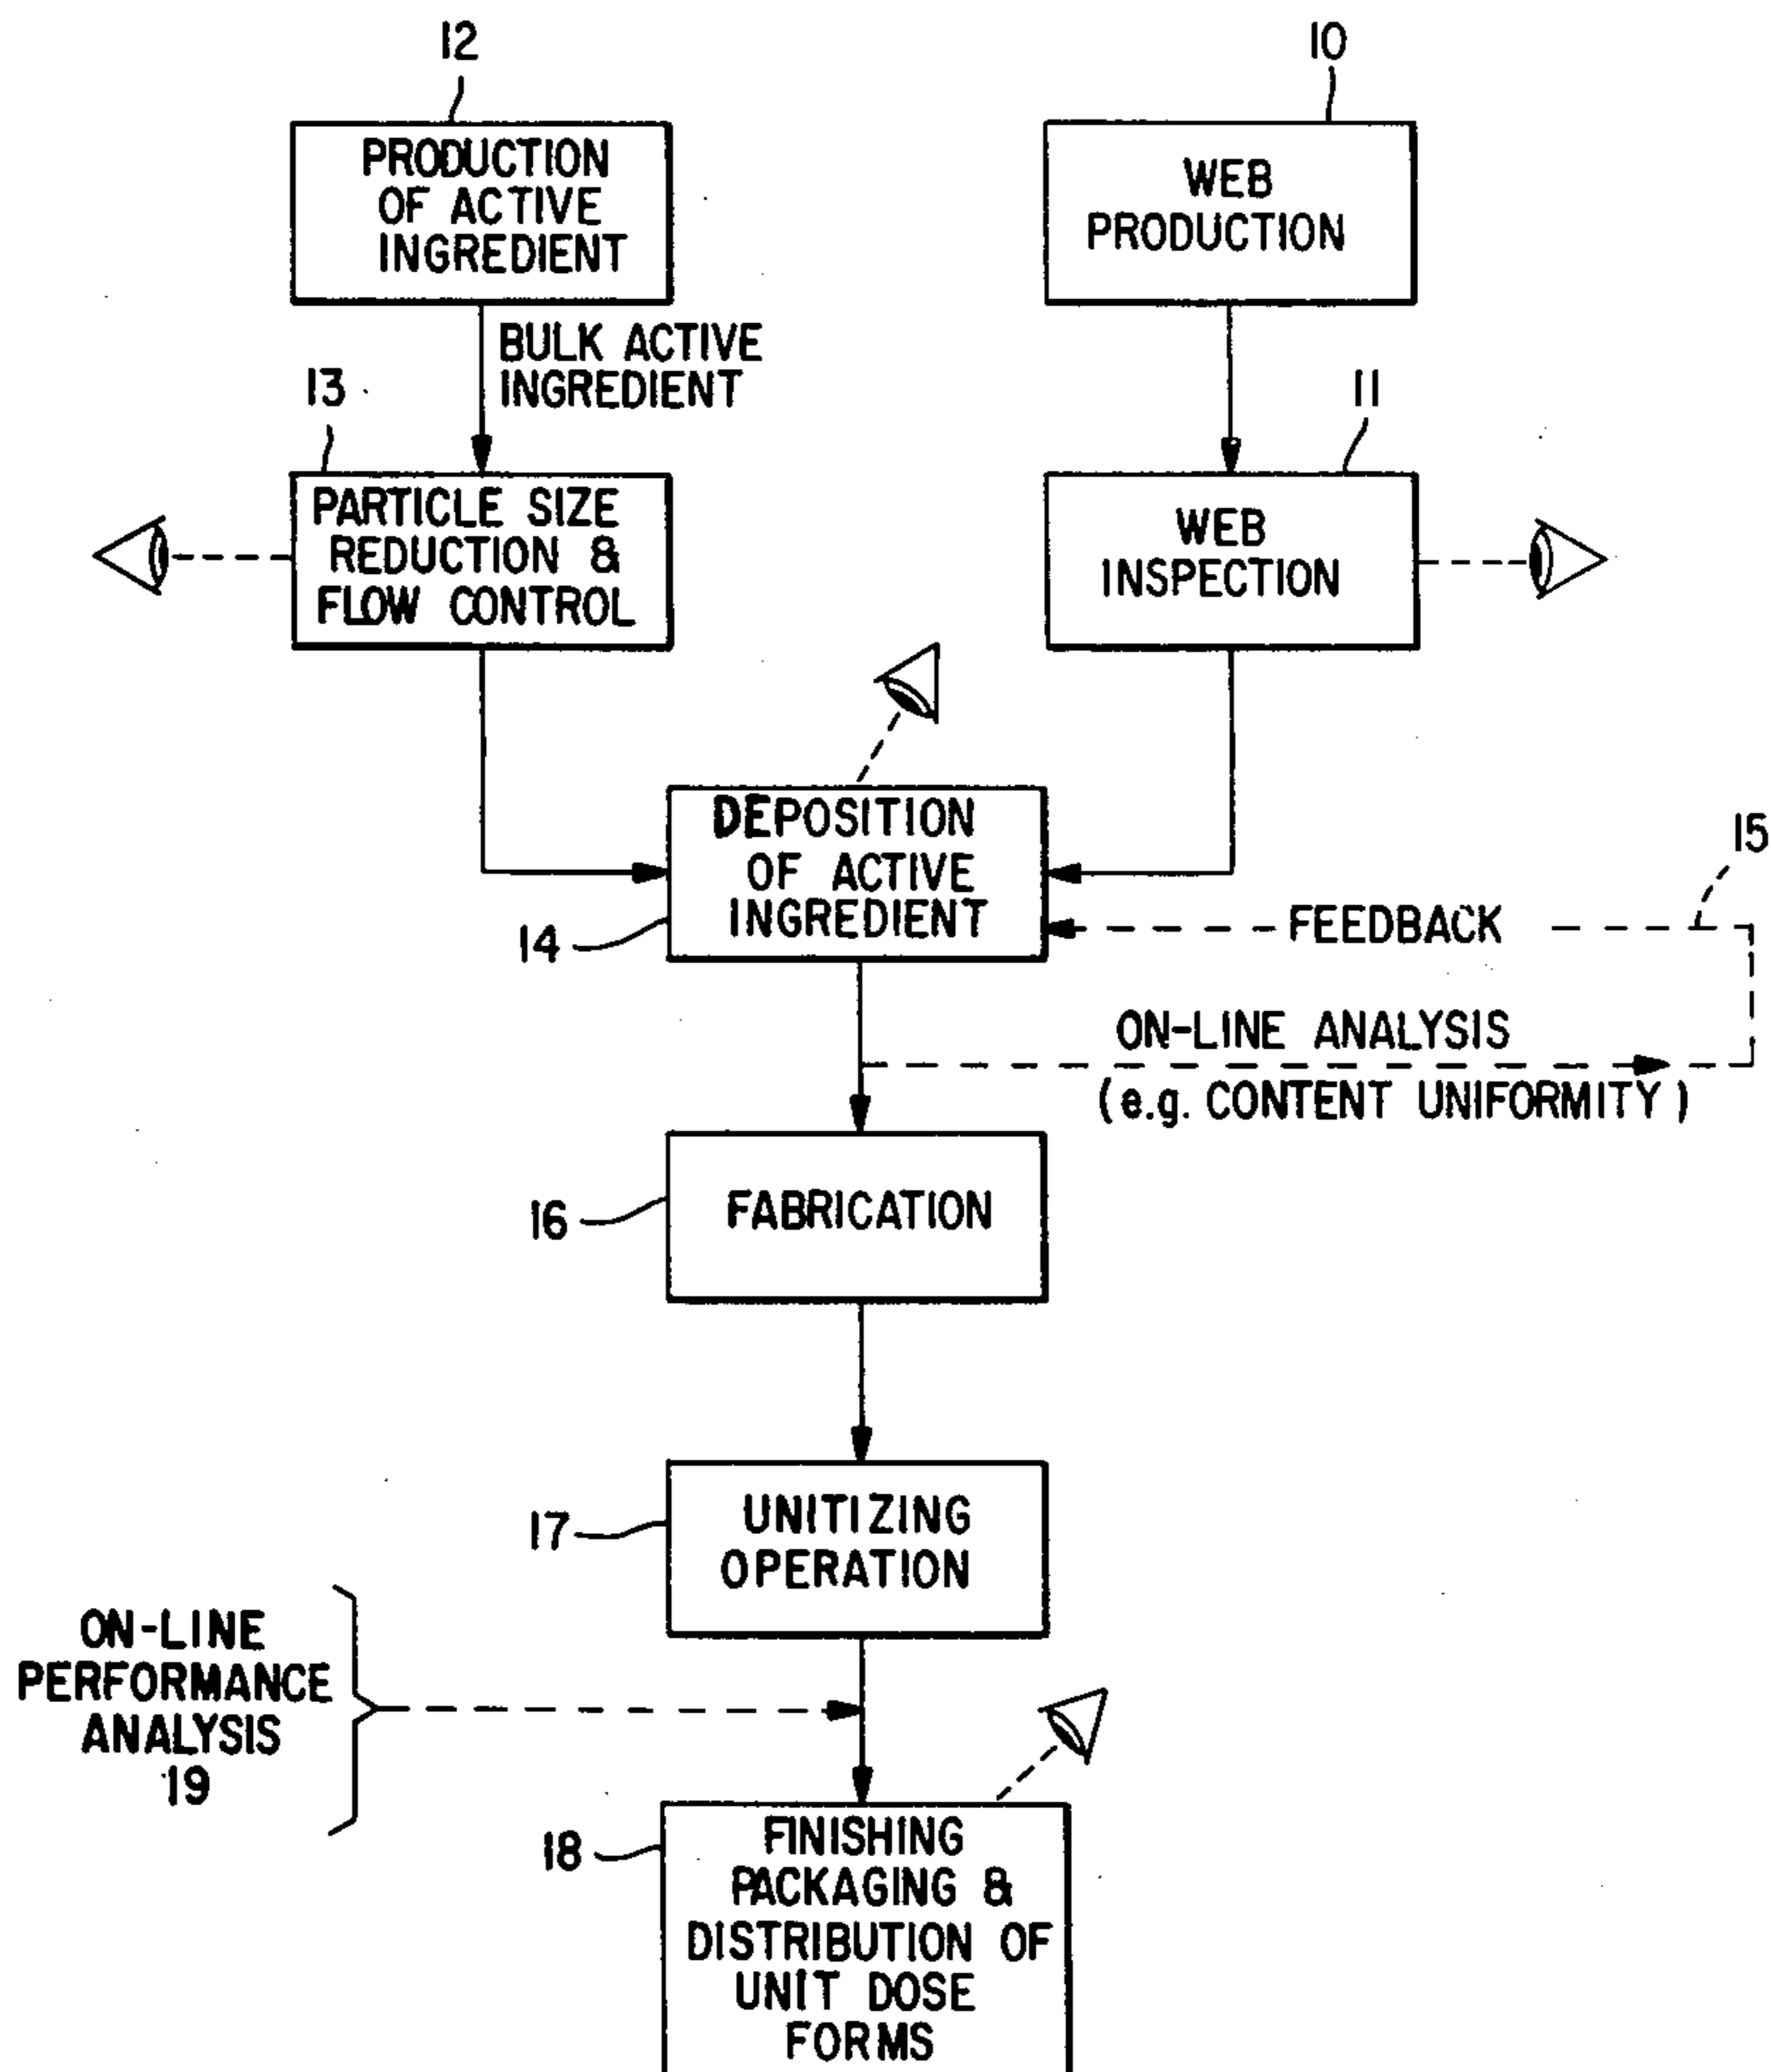 12
10
PRODUCTION
OF ACTIVE
INGREDIENT
WEB
PRODUCTION
BULK ACTIVE
INGREDIENT
13
11
PARTICLE SIZE
REDUCTION &
FLOW CONTROL
WEB
INSPECTION
DEPOSITION
OF ACTIVE
INGREDIENT
14
15
FEEDBACK
ON-LINE ANALYSIS
(e.g. CONTENT UNIFORMITY)
FABRICATION
16
UNITIZING
OPERATION
17
ON-LINE
PERFORMANCE
ANALYSIS
19
18
FINISHING
PACKAGING &
DISTRIBUTION OF
UNIT DOSE
FORMS